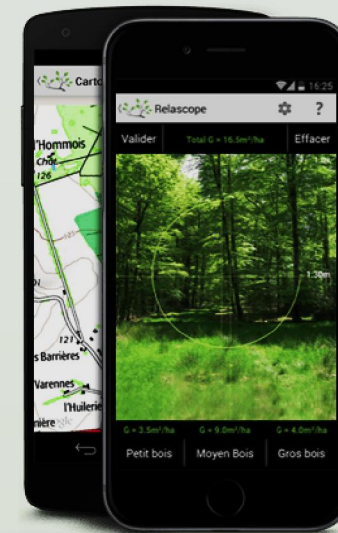 Carto
l'Hommois
Chât.
126
121
s Barrières
Varennes
l'Huilerie
nière
16:25
Relascope
?
Valider
Total G = 16.5m²/ha
Effacer
1.30m
G = 3.5m²/ha
G = 9.0m²/ha
G = 4.0m²/ha
Petit bois
Moyen Bois
Gros bois